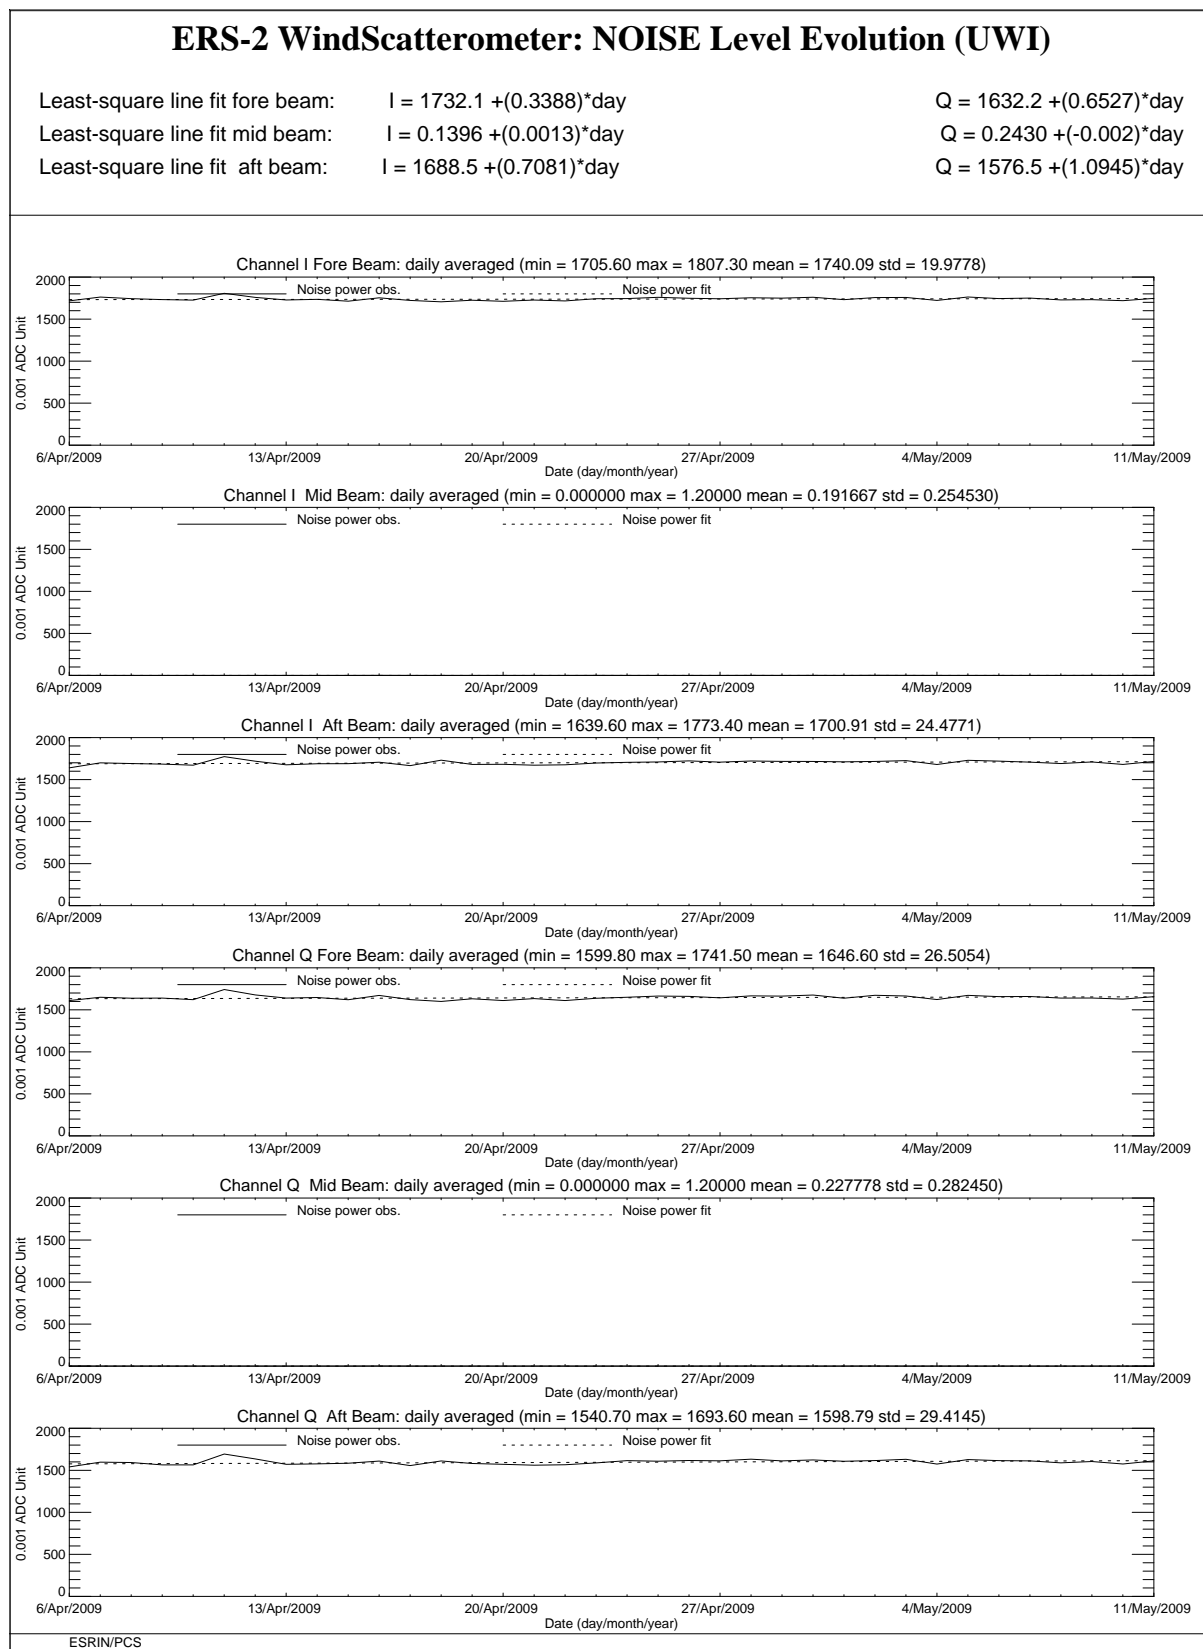 ERS-2 WindScatterometer: NOISE Level Evolution (UWI)
Least-square line fit fore beam: I = 1732.1 +(0.3388)*day Q = 1632.2 +(0.6527)*day
Least-square line fit mid beam: I = 0.1396 +(0.0013)*day Q = 0.2430 +(-0.002)*day
Least-square line fit aft beam: I = 1688.5 +(0.7081)*day Q = 1576.5 +(1.0945)*day
Channel I Fore Beam: daily averaged (min = 1705.60 max = 1807.30 mean = 1740.09 std = 19.9778)
Noise power obs. Noise power fit
0.001 ADC Unit
2000
1500
1000
500
0
6/Apr/2009 13/Apr/2009 20/Apr/2009 27/Apr/2009 4/May/2009 11/May/2009
Date (day/month/year)
Channel I Mid Beam: daily averaged (min = 0.000000 max = 1.20000 mean = 0.191667 std = 0.254530)
Noise power obs. Noise power fit
0.001 ADC Unit
2000
1500
1000
500
0
6/Apr/2009 13/Apr/2009 20/Apr/2009 27/Apr/2009 4/May/2009 11/May/2009
Date (day/month/year)
Channel I Aft Beam: daily averaged (min = 1639.60 max = 1773.40 mean = 1700.91 std = 24.4771)
Noise power obs. Noise power fit
0.001 ADC Unit
2000
1500
1000
500
0
6/Apr/2009 13/Apr/2009 20/Apr/2009 27/Apr/2009 4/May/2009 11/May/2009
Date (day/month/year)
Channel Q Fore Beam: daily averaged (min = 1599.80 max = 1741.50 mean = 1646.60 std = 26.5054)
Noise power obs. Noise power fit
0.001 ADC Unit
2000
1500
1000
500
0
6/Apr/2009 13/Apr/2009 20/Apr/2009 27/Apr/2009 4/May/2009 11/May/2009
Date (day/month/year)
Channel Q Mid Beam: daily averaged (min = 0.000000 max = 1.20000 mean = 0.227778 std = 0.282450)
Noise power obs. Noise power fit
0.001 ADC Unit
2000
1500
1000
500
0
6/Apr/2009 13/Apr/2009 20/Apr/2009 27/Apr/2009 4/May/2009 11/May/2009
Date (day/month/year)
Channel Q Aft Beam: daily averaged (min = 1540.70 max = 1693.60 mean = 1598.79 std = 29.4145)
Noise power obs. Noise power fit
0.001 ADC Unit
2000
1500
1000
500
0
6/Apr/2009 13/Apr/2009 20/Apr/2009 27/Apr/2009 4/May/2009 11/May/2009
Date (day/month/year)
ESRIN/PCS